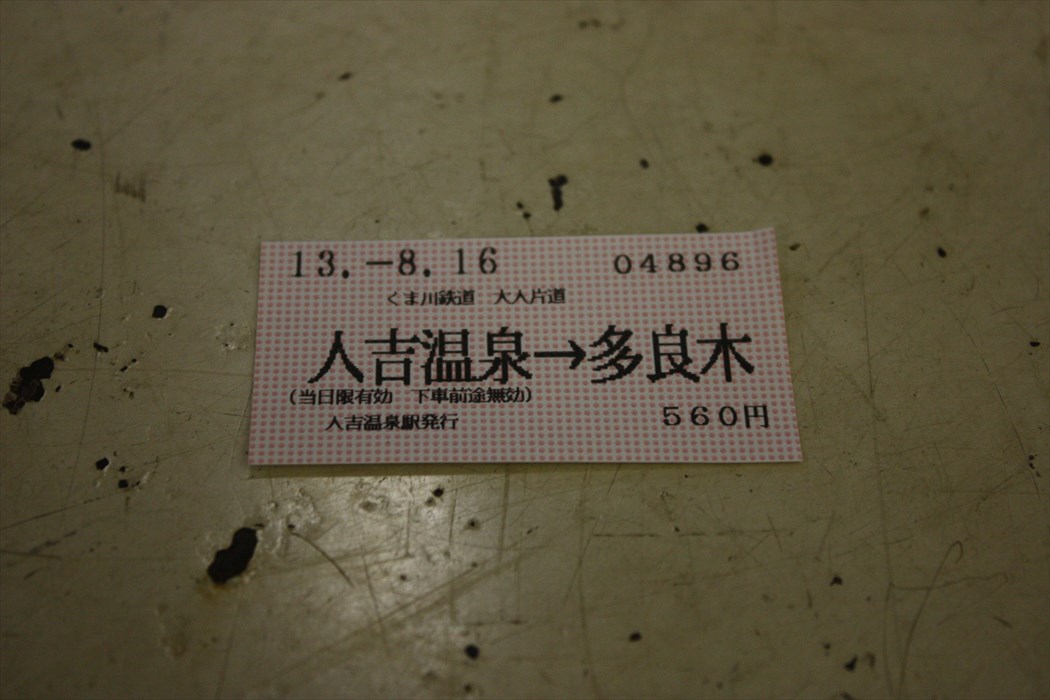 13.-8.16 04896
くま川鉄道 大人片道
人吉温泉→多良木
(当日限有効 下車前途無効)
人吉温泉駅発行 560円